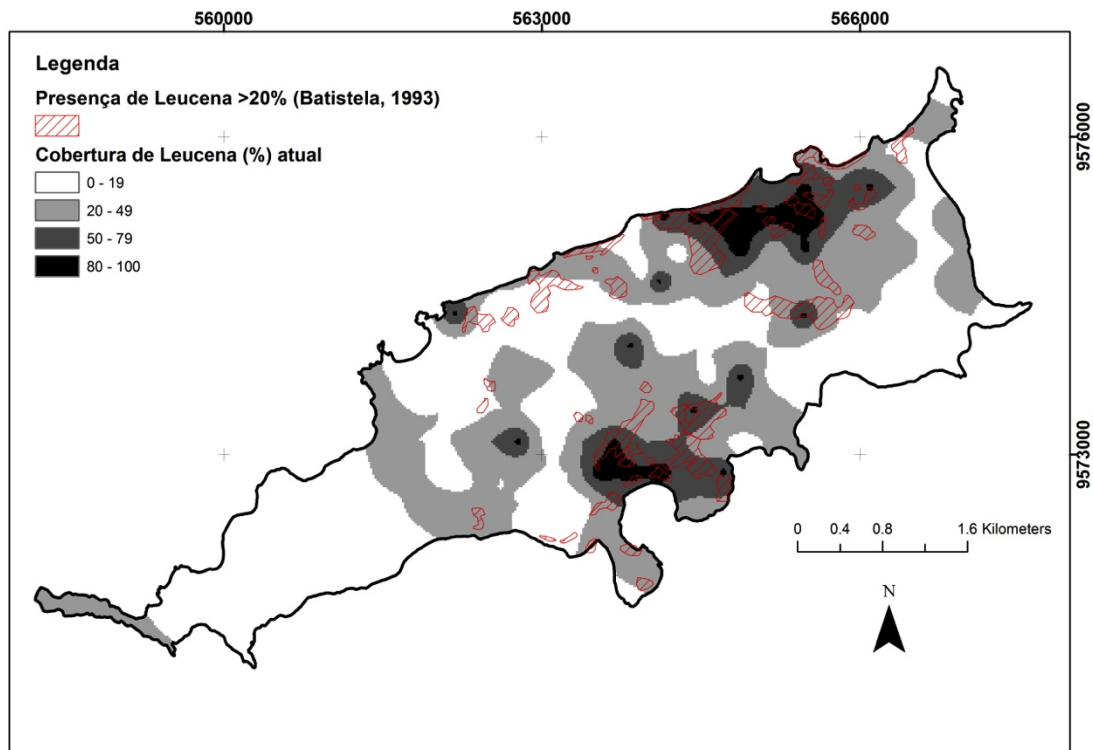 560000
563000
566000
Legenda
Presença de Leucena >20% (Batistela, 1993)
Cobertura de Leucena (%) atual
0 - 19
20 - 49
50 - 79
80 - 100
9576000
9573000
0 0.4 0.8 1.6 Kilometers
N